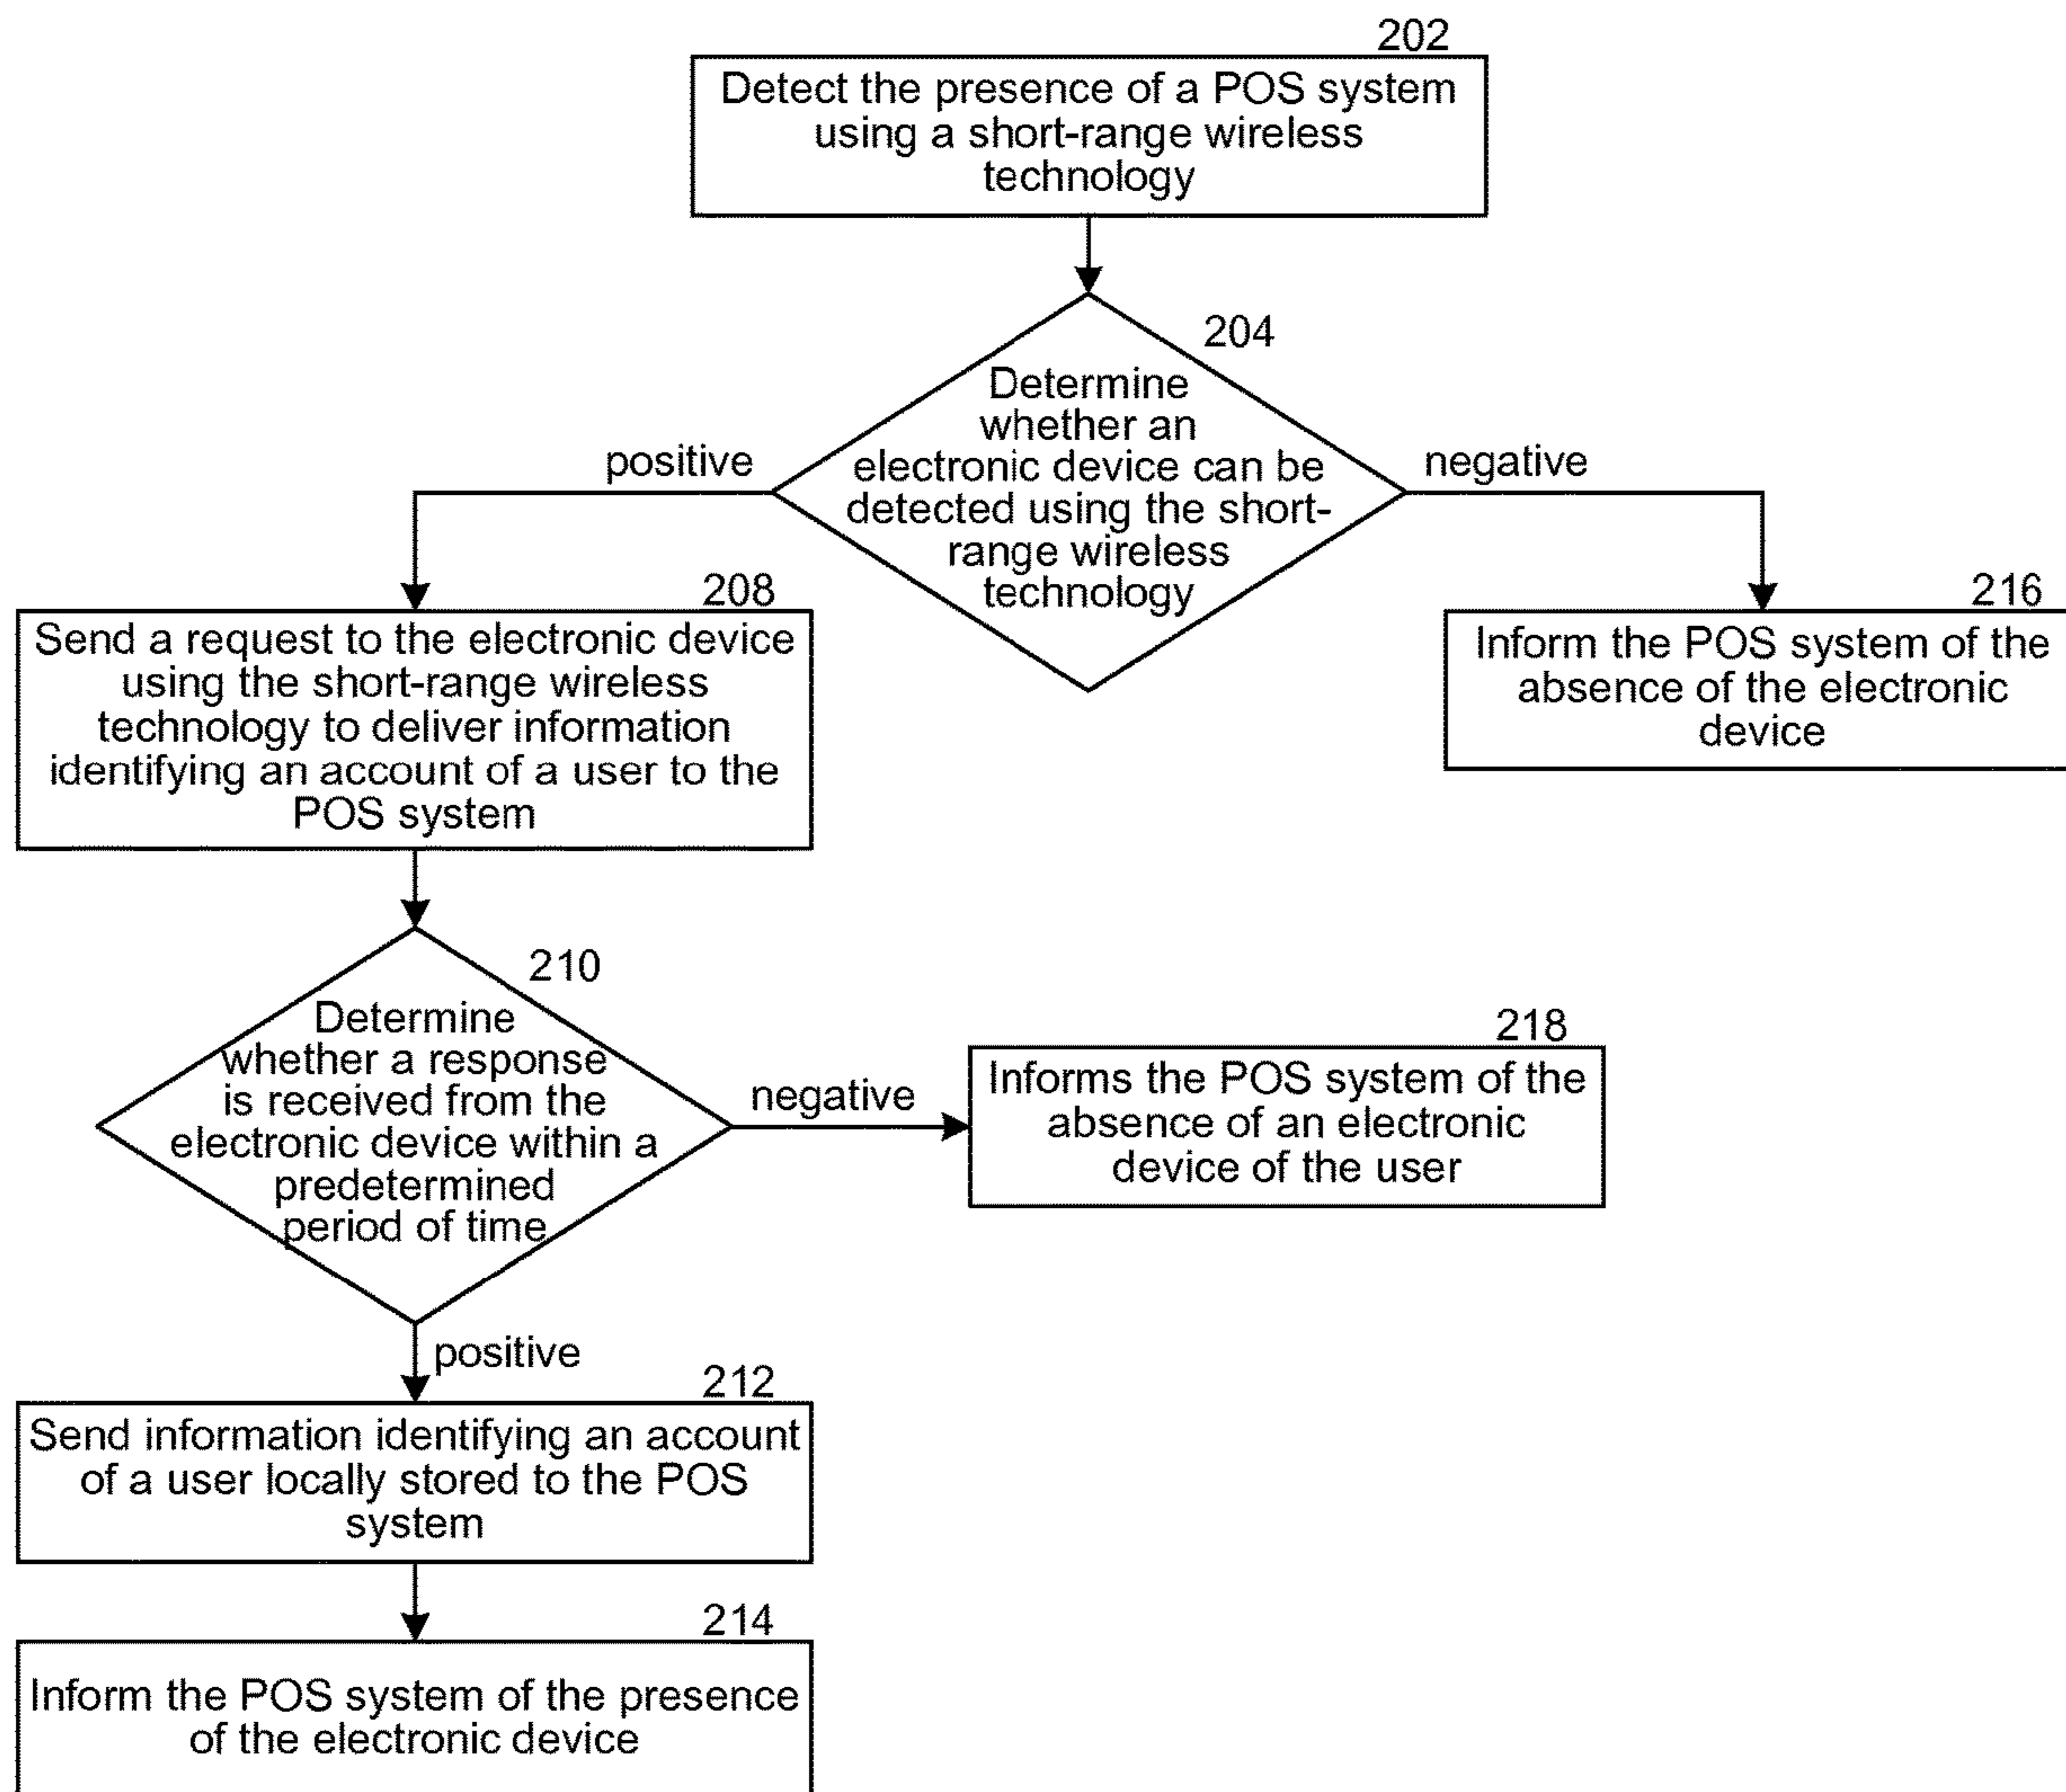 202
Detect the presence of a POS system
using a short-range wireless
technology
204
Determine
whether an
electronic device can be
detected using the short-
range wireless
technology
positive
negative
208
Send a request to the electronic device
using the short-range wireless
technology to deliver information
identifying an account of a user to the
POS system
216
Inform the POS system of the
absence of the electronic
device
210
Determine
whether a response
is received from the
electronic device within a
predetermined
period of time
negative
218
Informs the POS system of the
absence of an electronic
device of the user
positive
212
Send information identifying an account
of a user locally stored to the POS
system
214
Inform the POS system of the presence
of the electronic device